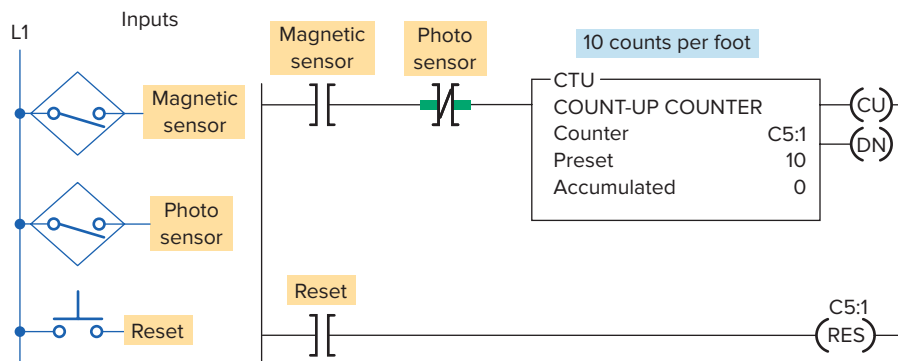 Inputs
L1
Magnetic
sensor
Photo
sensor
Reset
Magnetic
sensor
Photo
sensor
10 counts per foot
CTU
COUNT-UP COUNTER
Counter C5:1
Preset 10
Accumulated 0
CU
DN
Reset
C5:1
RES